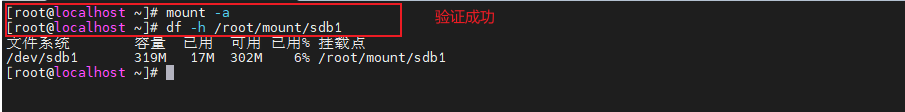 [root@localhost ~]# mount -a
验证成功
[root@localhost ~]# df -h /root/mount/sdb1
文件系统 容量 已用 可用 已用% 挂载点
/dev/sdb1 319M 17M 302M 6% /root/mount/sdb1
[root@localhost ~]#